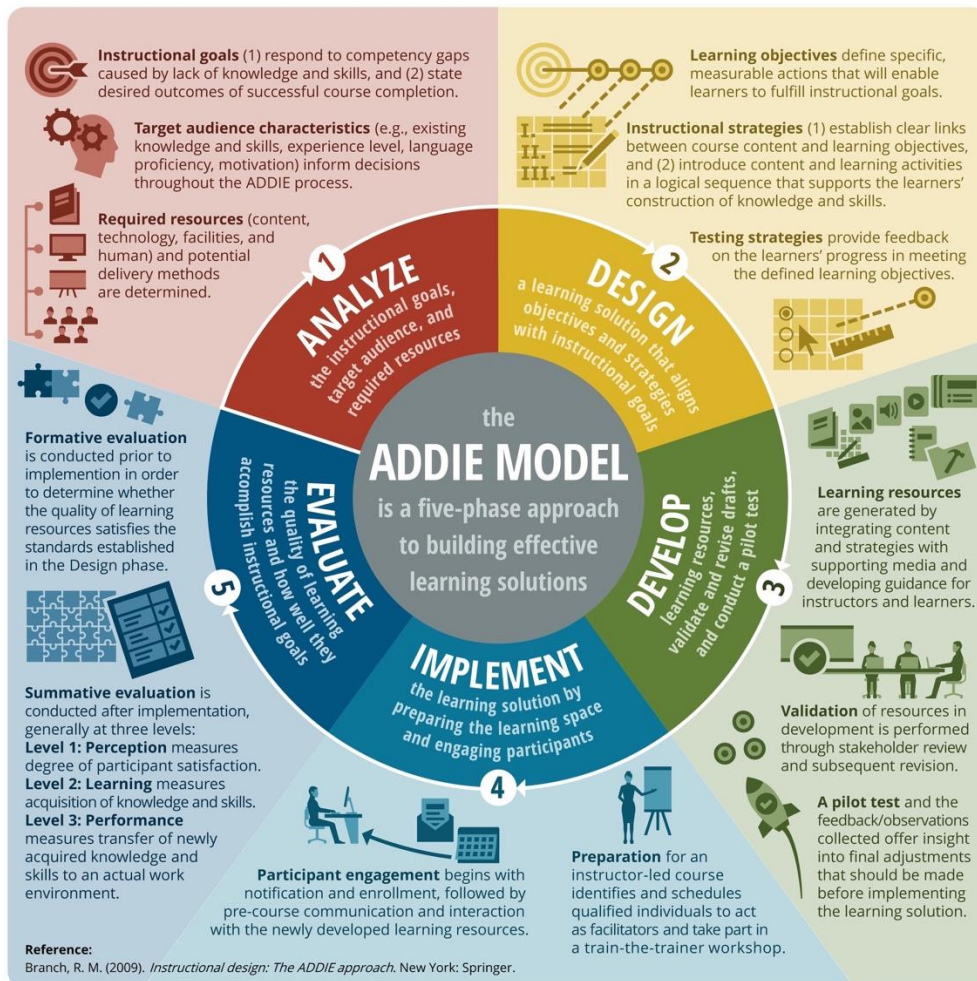 Instructional goals (1) respond to competency gaps
caused by lack of knowledge and skills, and (2) state
desired outcomes of successful course completion.
Target audience characteristics (e.g., existing
knowledge and skills, experience level, language
proficiency, motivation) inform decisions
throughout the ADDIE process.
Required resources (content,
technology, facilities, and
human) and potential
delivery methods
are determined.
Learning objectives define specific,
measurable actions that will enable
learners to fulfill instructional goals.
I.
II.
III.
Instructional strategies (1) establish clear links
between course content and learning objectives,
and (2) introduce content and learning activities
in a logical sequence that supports the learners’
construction of knowledge and skills.
Testing strategies provide feedback
on the learners’ progress in meeting
the defined learning objectives.
1
ANALYZE
the instructional goals,
target audience, and
required resources
2
DESIGN
a learning solution that aligns
objectives and strategies
with instructional goals
the
ADDIE MODEL
is a five-phase approach
to building effective
learning solutions
3
DEVELOP
learning resources,
validate and revise drafts,
and conduct a pilot test
4
IMPLEMENT
the learning solution by
preparing the learning space
and engaging participants
5
EVALUATE
the quality of learning
resources and how well they
accomplish instructional goals
Learning resources
are generated by
integrating content
and strategies with
supporting media and
developing guidance for
instructors and learners.
Validation of resources in
development is performed
through stakeholder review
and subsequent revision.
A pilot test and the
feedback/observations
collected offer insight
into final adjustments
that should be made
before implementing
the learning solution.
Preparation for an
instructor-led course
identifies and schedules
qualified individuals to act
as facilitators and take part in
a train-the-trainer workshop.
Participant engagement begins with
notification and enrollment, followed by
pre-course communication and interaction
with the newly developed learning resources.
Formative evaluation
is conducted prior to
implemention in order
to determine whether
the quality of learning
resources satisfies the
standards established
in the Design phase.
Summative evaluation is
conducted after implementation,
generally at three levels:
Level 1: Perception measures
degree of participant satisfaction.
Level 2: Learning measures
acquisition of knowledge and skills.
Level 3: Performance
measures transfer of newly
acquired knowledge and
skills to an actual work
environment.
Reference:
Branch, R. M. (2009). Instructional design: The ADDIE approach. New York: Springer.